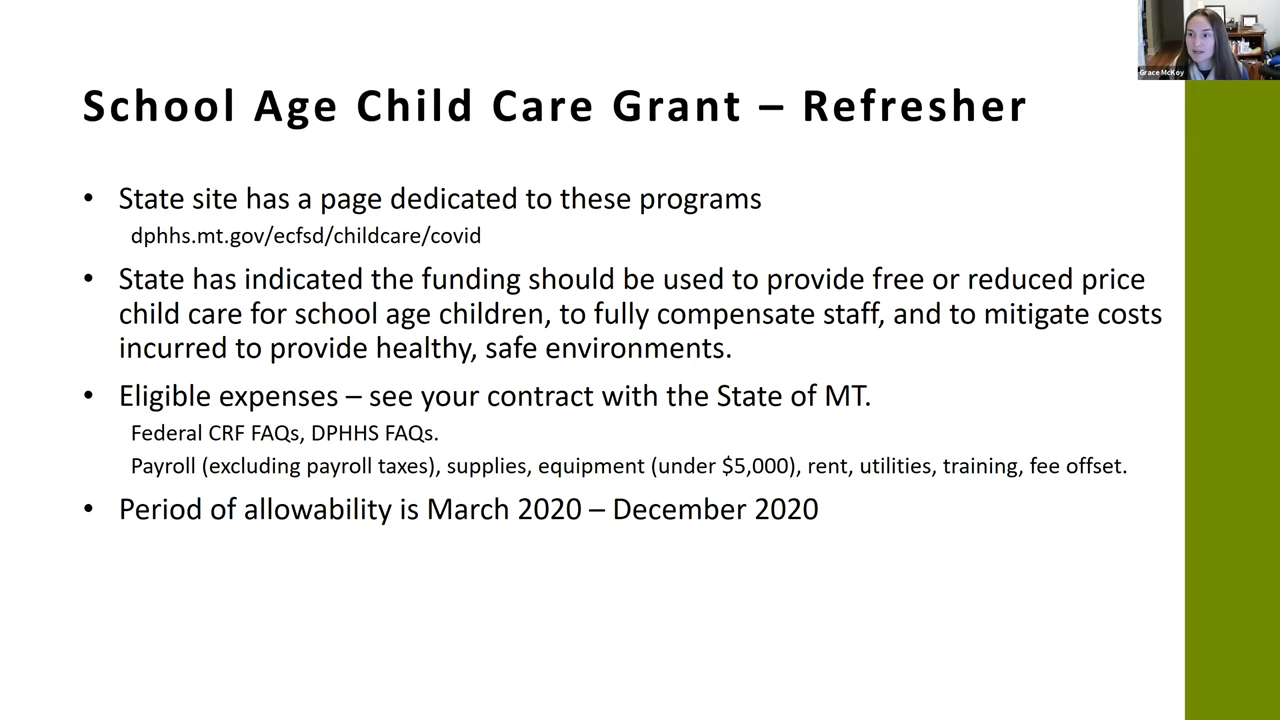 Grace McKoy
School Age Child Care Grant – Refresher
• State site has a page dedicated to these programs
dphhs.mt.gov/ecfsd/childcare/covid
• State has indicated the funding should be used to provide free or reduced price
child care for school age children, to fully compensate staff, and to mitigate costs
incurred to provide healthy, safe environments.
• Eligible expenses – see your contract with the State of MT.
Federal CRF FAQs, DPHHS FAQs.
Payroll (excluding payroll taxes), supplies, equipment (under $5,000), rent, utilities, training, fee offset.
• Period of allowability is March 2020 – December 2020